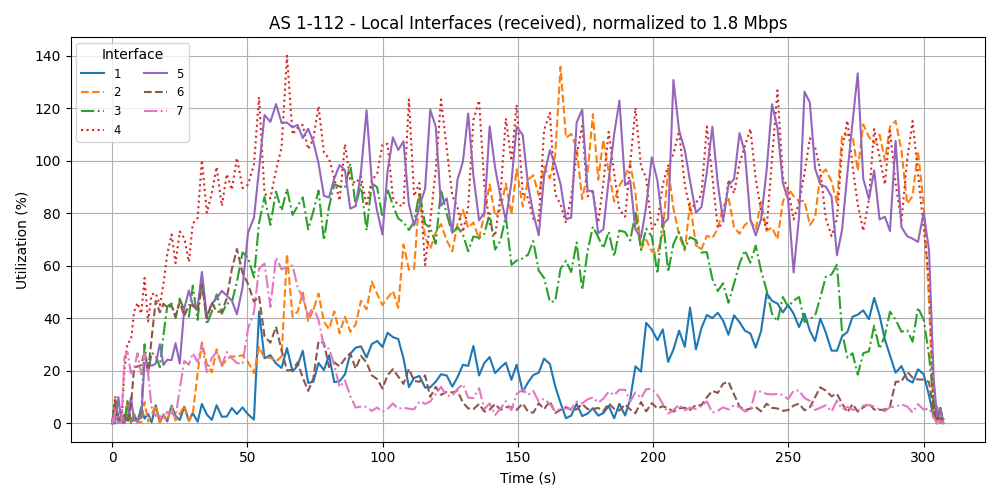 AS 1-112 - Local Interfaces (received), normalized to 1.8 Mbps
Interface
1 5
2 6
3 7
4
Utilization (%)
140
120
100
80
60
40
20
0
0 50 100 150 200 250 300
Time (s)